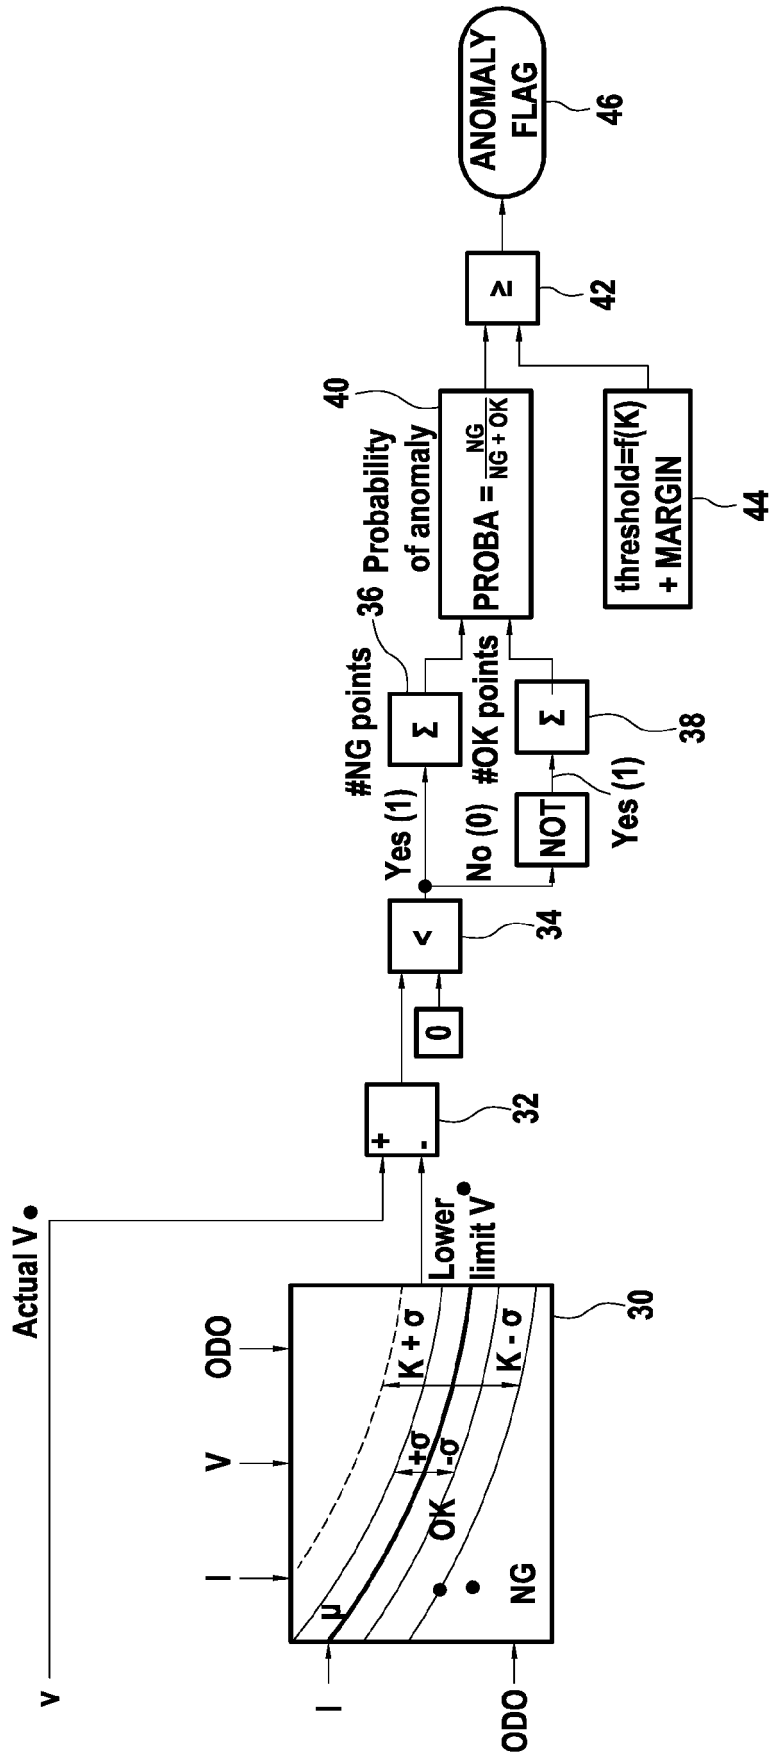 v
Actual V
I
V
ODO
I
ODO
μ
+σ
-σ
K + σ
K - σ
OK
NG
30
Lower
limit V
+
-
32
0
<
34
Yes (1)
No (0)
NOT
Yes (1)
#NG points
Σ
36
#OK points
Σ
38
Probability
of anomaly
40
PROBA = NG
NG + OK
threshold=f(K)
+ MARGIN
44
≥
42
ANOMALY
FLAG
46